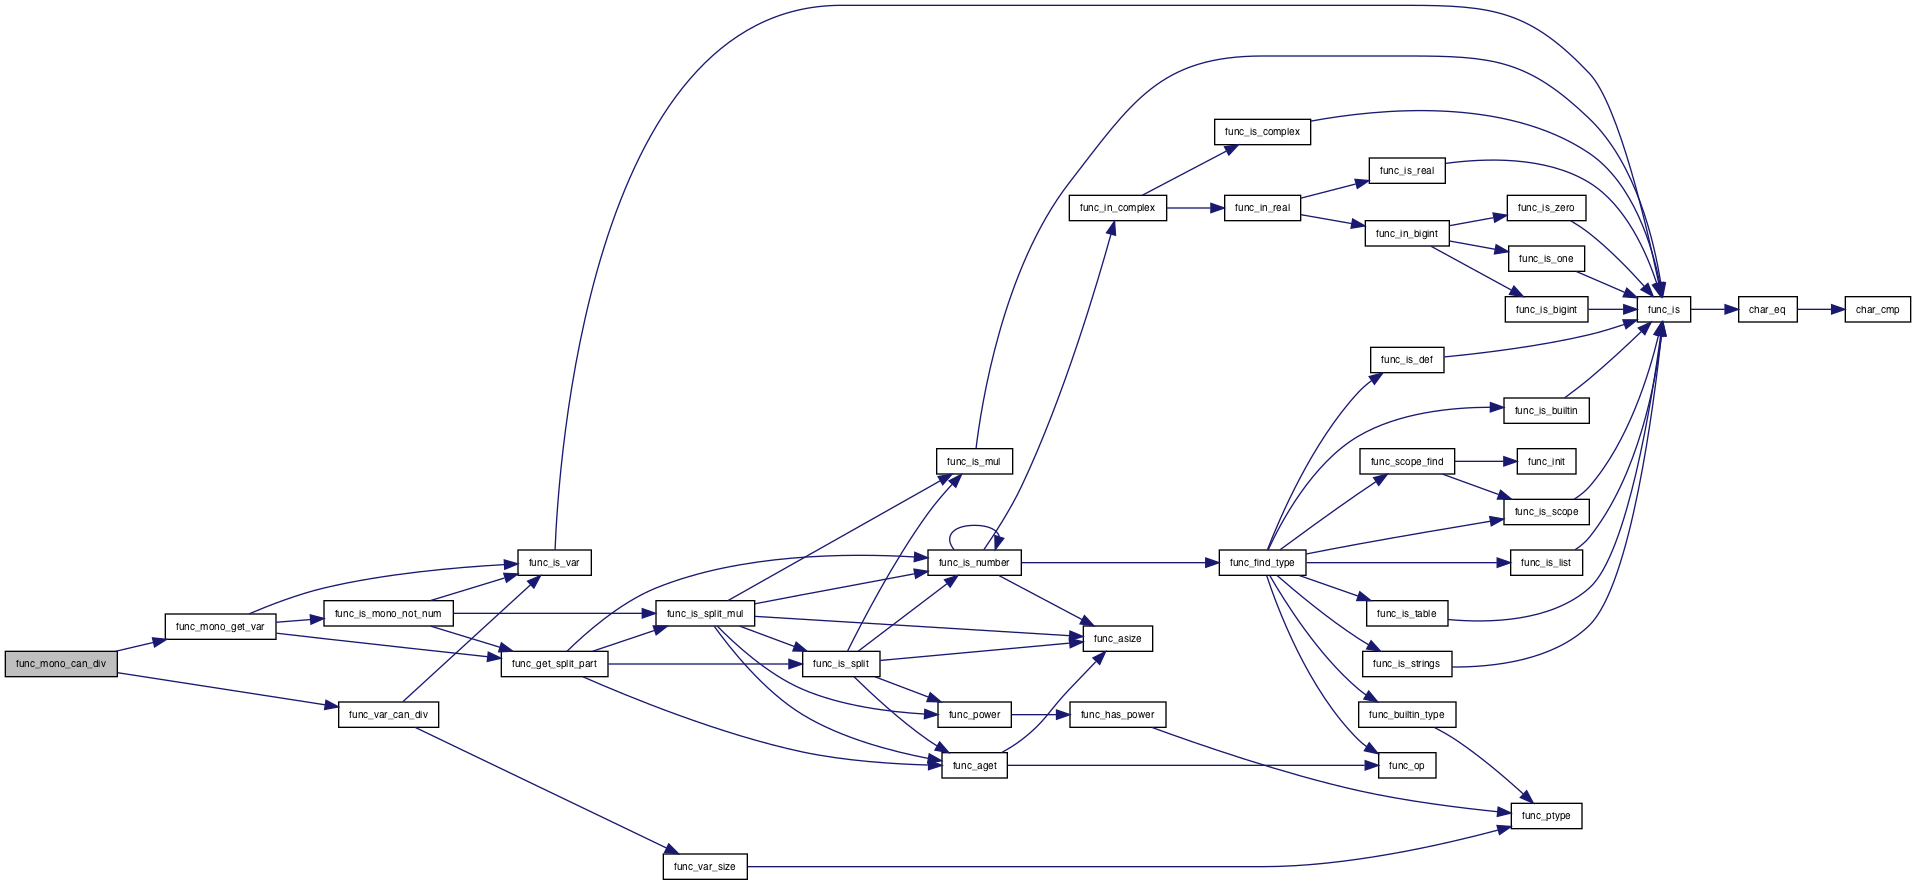 func_mono_can_div
func_mono_get_var
func_is_mono_not_num
func_var_can_div
func_is_var
func_get_split_part
func_is_split_mul
func_var_size
func_is_split
func_is_mul
func_is_number
func_power
func_aget
func_in_complex
func_asize
func_has_power
func_is_complex
func_in_real
func_find_type
func_is_real
func_in_bigint
func_is_def
func_scope_find
func_is_table
func_is_strings
func_builtin_type
func_op
func_is_zero
func_is_one
func_is_bigint
func_is_builtin
func_init
func_is_scope
func_is_list
func_ptype
func_is
char_eq
char_cmp